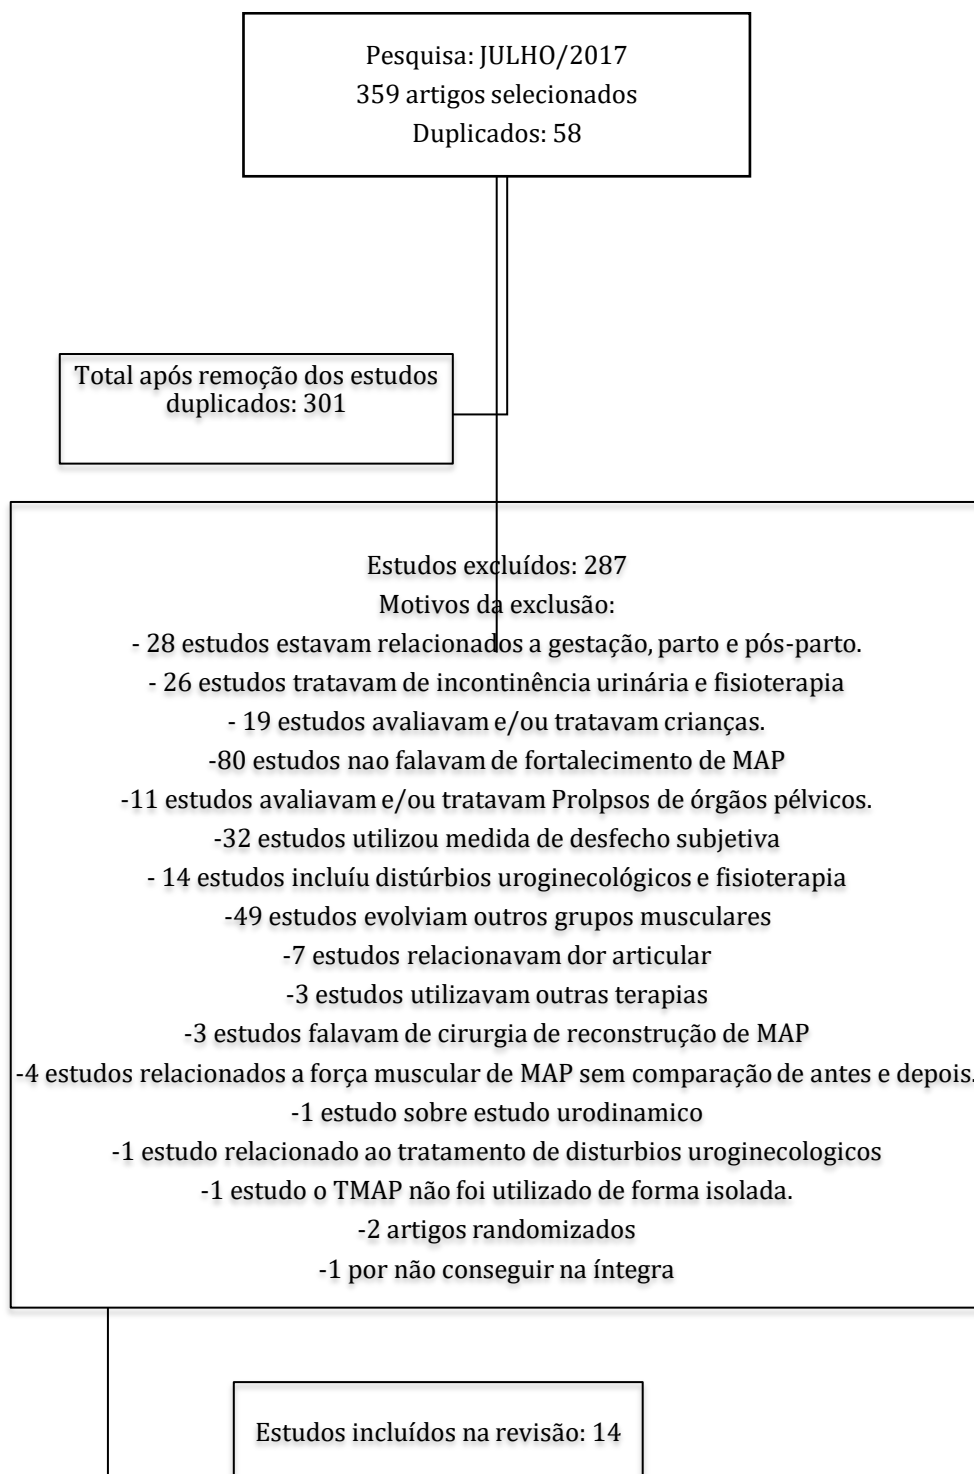 Pesquisa: JULHO/2017
359 artigos selecionados
Duplicados: 58
Total após remoção dos estudos
duplicados: 301
Estudos excluídos: 287
Motivos da exclusão:
- 28 estudos estavam relacionados a gestação, parto e pós-parto.
- 26 estudos tratavam de incontinência urinária e fisioterapia
- 19 estudos avaliavam e/ou tratavam crianças.
-80 estudos nao falavam de fortalecimento de MAP
-11 estudos avaliavam e/ou tratavam Prolpsos de órgãos pélvicos.
-32 estudos utilizou medida de desfecho subjetiva
- 14 estudos incluíu distúrbios uroginecológicos e fisioterapia
-49 estudos evolviam outros grupos musculares
-7 estudos relacionavam dor articular
-3 estudos utilizavam outras terapias
-3 estudos falavam de cirurgia de reconstrução de MAP
-4 estudos relacionados a força muscular de MAP sem comparação de antes e depois.
-1 estudo sobre estudo urodinamico
-1 estudo relacionado ao tratamento de disturbios uroginecologicos
-1 estudo o TMAP não foi utilizado de forma isolada.
-2 artigos randomizados
-1 por não conseguir na íntegra
Estudos incluídos na revisão: 14